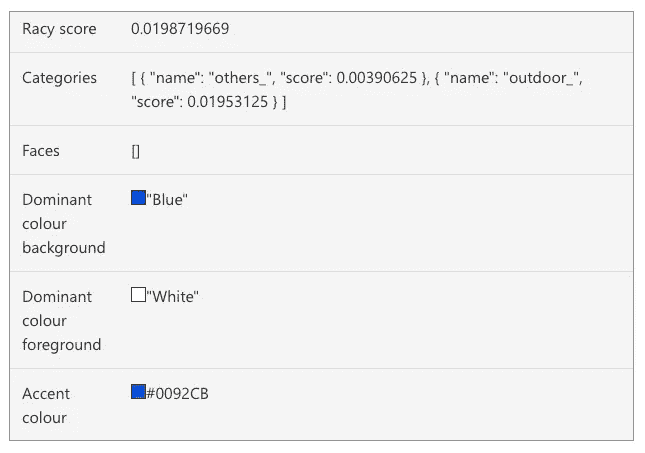 Racy score 0.0198719669
Categories [ { "name": "others_", "score": 0.00390625 }, { "name": "outdoor_",
"score": 0.01953125 } ]
Faces []
Dominant
colour
background
"Blue"
Dominant
colour
foreground
"White"
Accent
colour
#0092CB